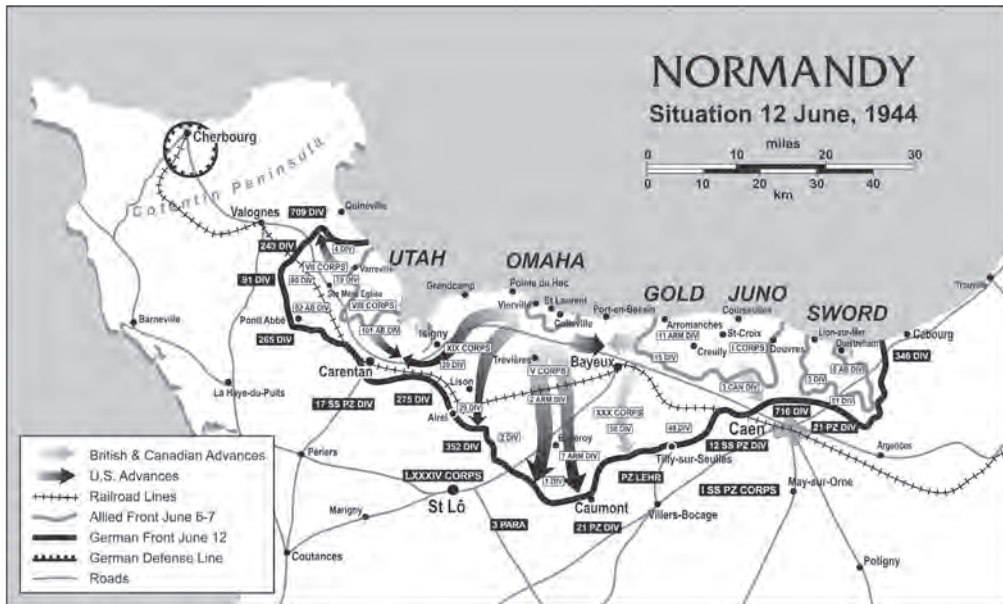 NORMANDY
Situation 12 June, 1944
miles
0 10 20 30
0 10 20 30 40
km
Cherbourg
Cotentin Peninsula
Quinéville
709 DIV
Valognes
243 DIV
4 DIV
UTAH
OMAHA
VII CORPS
Varreville
91 DIV
90 DIV
Ste Mère Eglise
VIII CORPS
82 AB DIV
101 AB DIV
Grandcamp
Pointe du Hoc
Vierville
St Laurent
Colleville
Port-en-Bessin
GOLD
JUNO
SWORD
Trouville
Arromanches
Courseulles
Lion-sur-Mer
Cabourg
Ouistreham
St-Croix
Creuilly
I CORPS
Douvres
6 AB DIV
346 DIV
3 DIV
51 DIV
3 CAN DIV
Barneville
Pont Abbé
265 DIV
Isigny
XIX CORPS
29 DIV
Trévières
Bayeux
V CORPS
2 ARM DIV
Carentan
Lison
La Haye-du-Puits
17 SS PZ DIV
275 DIV
Airel
XXX CORPS
50 DIV
49 DIV
716 DIV
Caen
21 PZ DIV
12 SS PZ DIV
352 DIV
2 DIV
7 ARM DIV
1 DIV
Tilly-sur-Seulles
Argences
Périers
LXXXIV CORPS
PZ LEHR
I SS PZ CORPS
May-sur-Orne
St Lô
Caumont
Marigny
3 PARA
21 PZ DIV
Villers-Bocage
Coutances
Potigny
British & Canadian Advances
U.S. Advances
Railroad Lines
Allied Front June 6-7
German Front June 12
German Defense Line
Roads